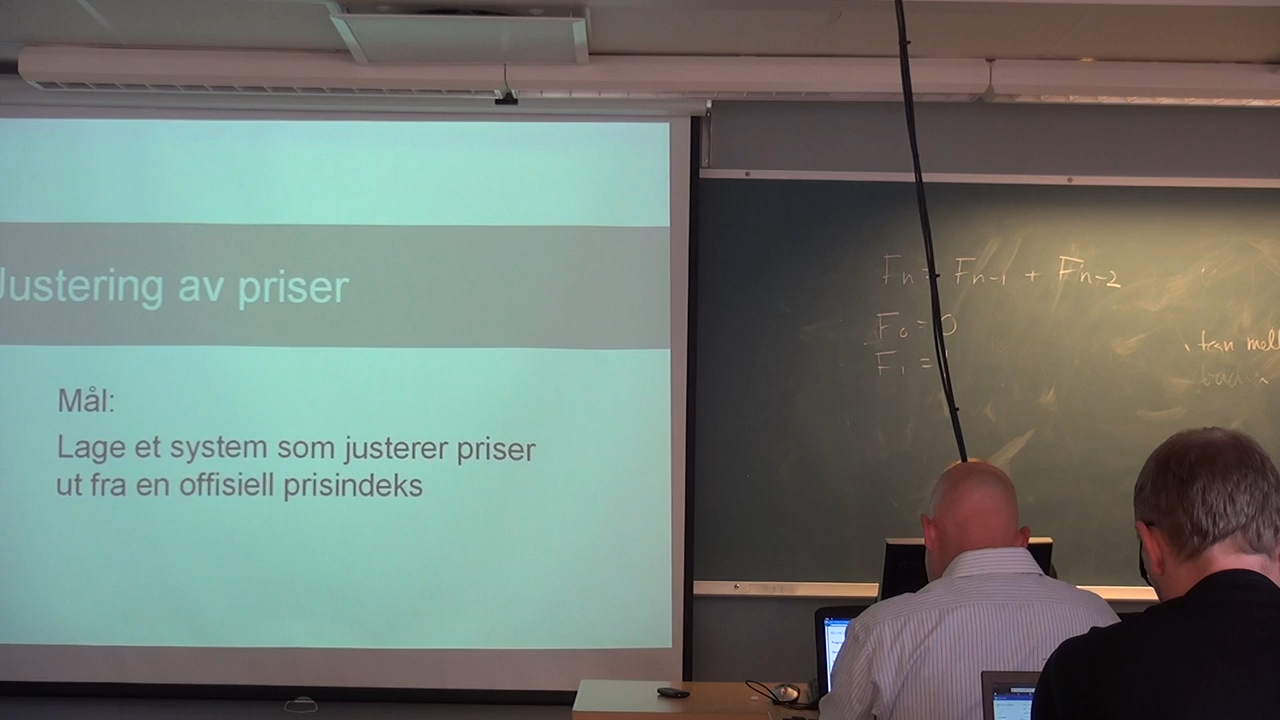 Justering av priser
Mål:
Lage et system som justerer priser
ut fra en offisiell prisindeks
Fn = Fn-1 + Fn-2
F0 = 0
F1 =